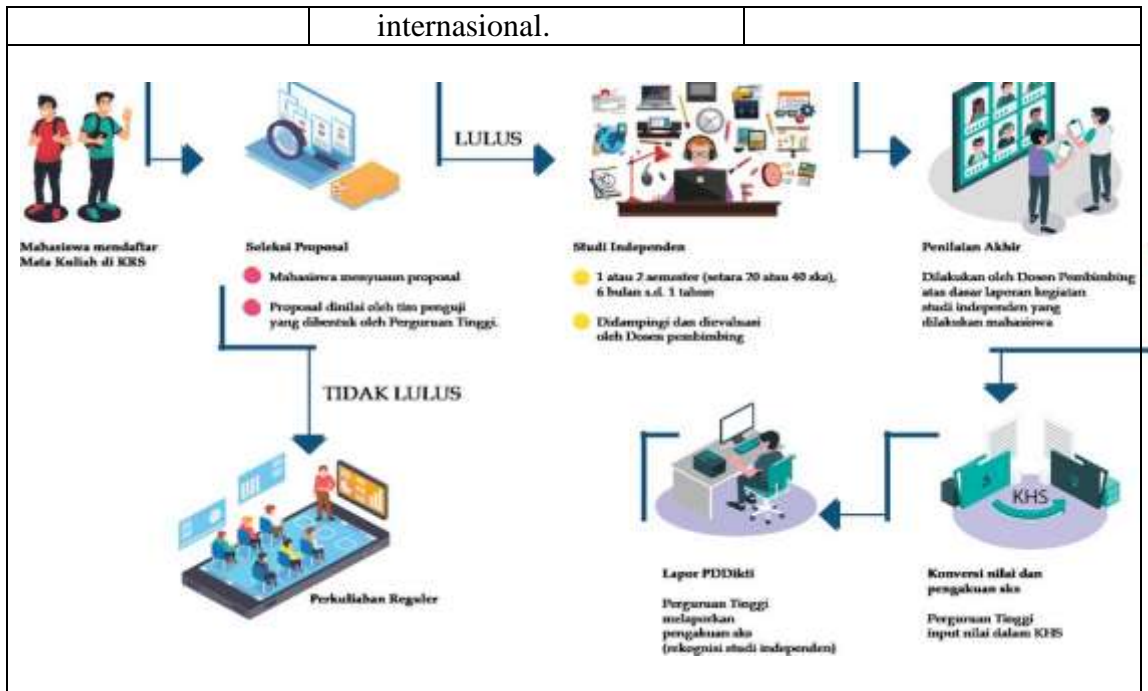 internasional.
LULUS
Mahasiswa mendaftar
Mata Kuliah di KRS
Seleksi Proposal
Mahasiswa menyusun proposal
Proposal dinilai oleh tim penguji
yang dibentuk oleh Perguruan Tinggi.
Studi Independen
1 atau 2 semester (setara 20 atau 40 sks),
6 bulan s.d. 1 tahun
Didampingi dan dievaluasi
oleh Dosen pembimbing
Penilaian Akhir
Dilakukan oleh Dosen Pembimbing
atas dasar laporan kegiatan
studi independen yang
dilakukan mahasiswa
TIDAK LULUS
Perkuliahan Reguler
KHS
Konversi nilai dan
pengakuan sks
Perguruan Tinggi
input nilai dalam KHS
Lapor PDDikti
Perguruan Tinggi
melaporkan
pengakuan sks
(rekognisi studi independen)